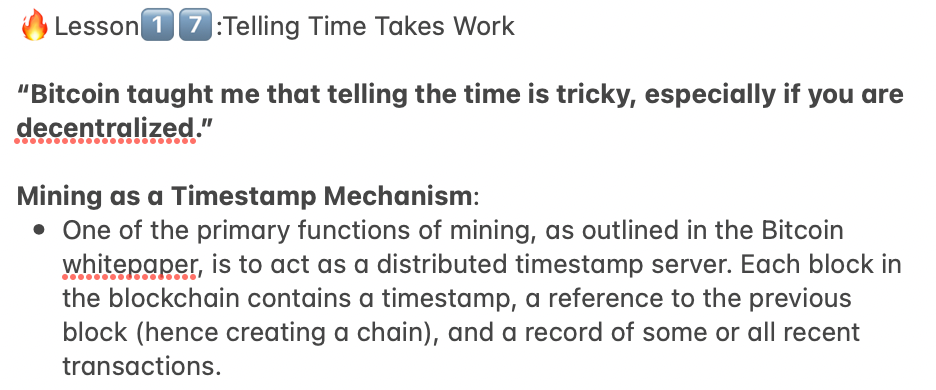 🔥Lesson1️⃣7️⃣:Telling Time Takes Work
“Bitcoin taught me that telling the time is tricky, especially if you are
decentralized.”
Mining as a Timestamp Mechanism:
• One of the primary functions of mining, as outlined in the Bitcoin
whitepaper, is to act as a distributed timestamp server. Each block in
the blockchain contains a timestamp, a reference to the previous
block (hence creating a chain), and a record of some or all recent
transactions.